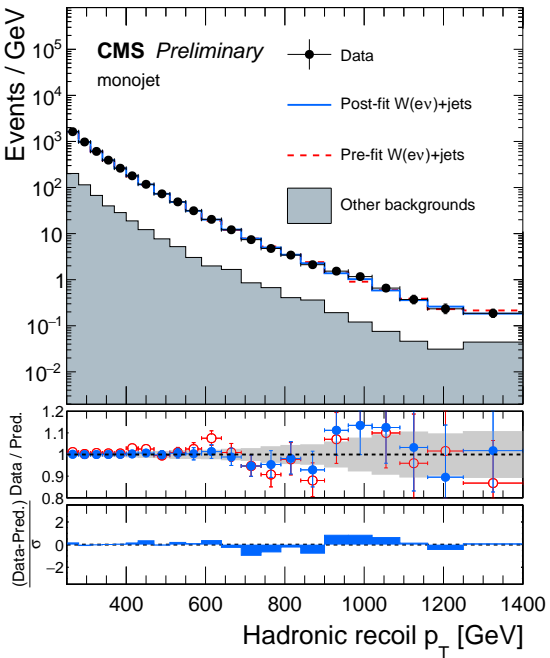 CMS Preliminary
monojet
Data
Post-fit W(eν)+jets
Pre-fit W(eν)+jets
Other backgrounds
Events / GeV
10⁵
10⁴
10³
10²
10
1
10⁻¹
10⁻²
Data / Pred.
1.2
1.1
1.0
0.9
0.8
(Data-Pred.)
σ
2
0
−2
400 600 800 1000 1200 1400
Hadronic recoil p_T [GeV]